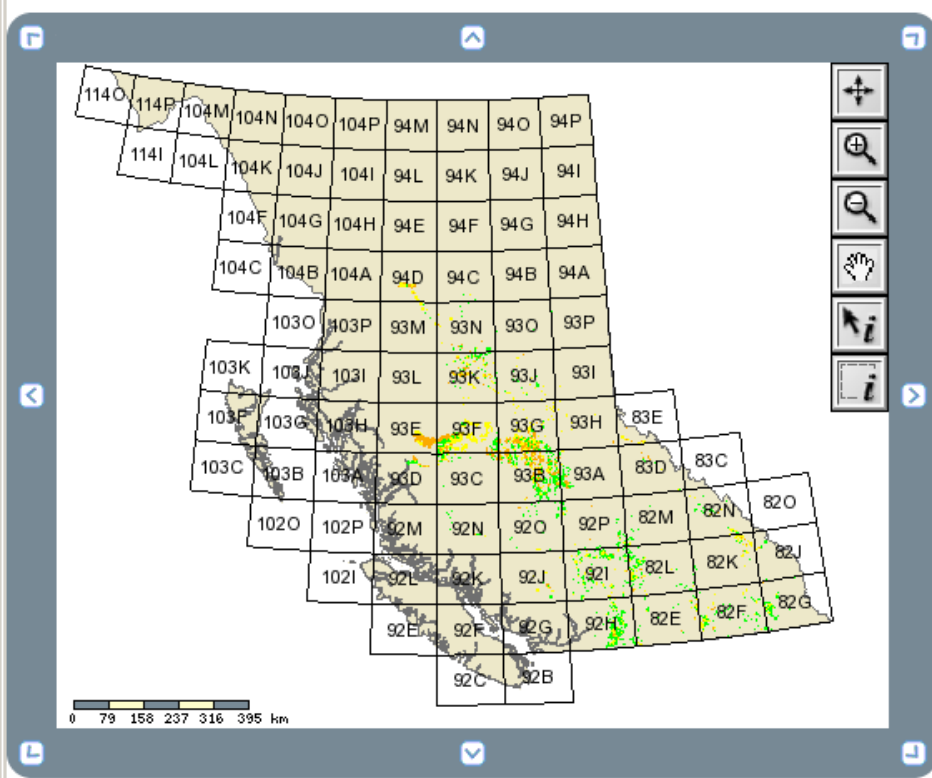 114O 114P 104M 104N 104O 104P 94M 94N 94O 94P
114I 104L 104K 104J 104I 94L 94K 94J 94I
104F 104G 104H 94E 94F 94G 94H
104C 104B 104A 94D 94C 94B 94A
103O 103P 93M 93N 93O 93P
103K 103J 103I 93L 93K 93J 93I
103F 103G 103H 93E 93F 93G 93H 83E
103C 103B 103A 93D 93C 93B 93A 83D 83C
102O 102P 92M 92N 92O 92P 82M 82N 82O
102I 92L 92K 92J 92I 82L 82K 82J
92E 92F 92G 92H 82E 82F 82G
92C 92B
0 79 158 237 316 395 km
i
i